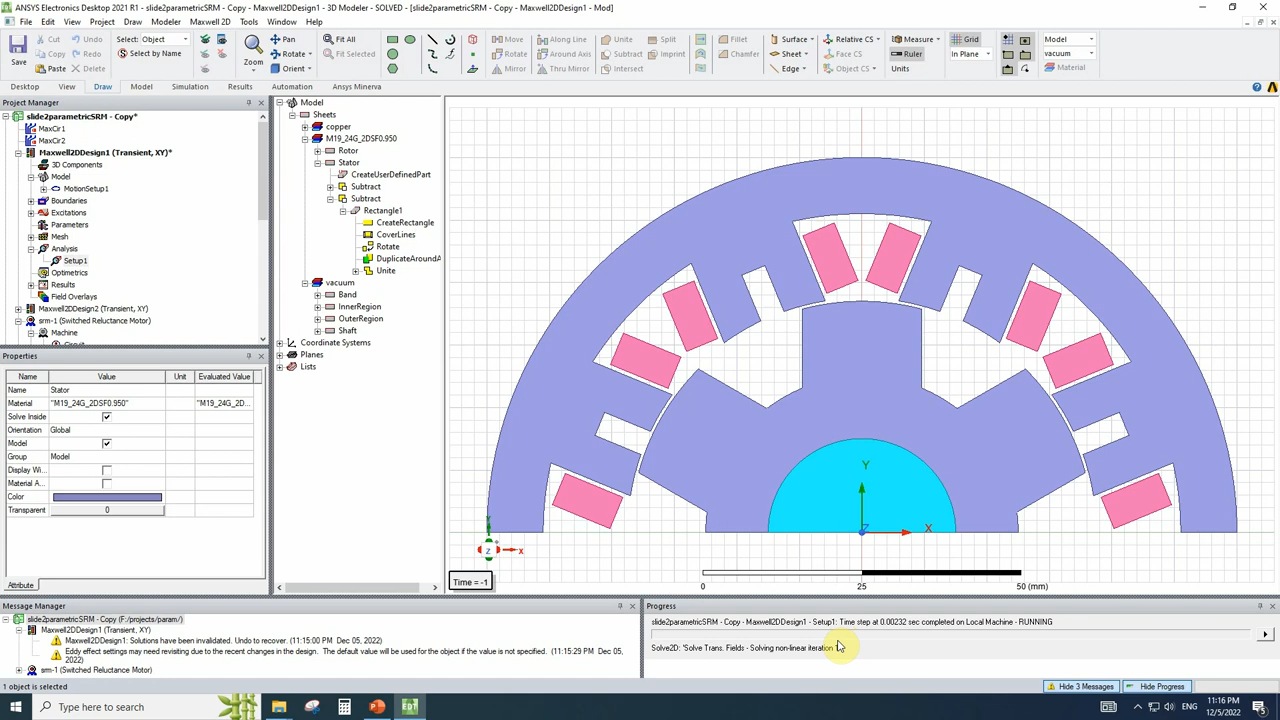 ANSYS Electronics Desktop 2021 R1 - slide2parametricSRM - Copy - Maxwell2DDesign1 - 3D Modeler - SOLVED - [slide2parametricSRM - Copy - Maxwell2DDesign1 - Mod]
File Edit View Project Draw Modeler Maxwell 2D Tools Window Help
Save
Cut Undo
Copy Redo
Paste Delete
Select: Object
Select by Name
Zoom
Pan Fit All
Rotate Fit Selected
Orient
Move Along Line Unite Split Fillet
Rotate Around Axis Subtract Imprint Chamfer
Mirror Thru Mirror Intersect
Surface Relative CS Measure Grid Model
Sheet Face CS Ruler In Plane vacuum
Edge Object CS Units Material
Desktop View Draw Model Simulation Results Automation Ansys Minerva
Project Manager
slide2parametricSRM - Copy*
MaxCir1
MaxCir2
Maxwell2DDesign1 (Transient, XY)*
3D Components
Model
MotionSetup1
Boundaries
Excitations
Parameters
Mesh
Analysis
Setup1
Optimetrics
Results
Field Overlays
Maxwell2DDesign2 (Transient, XY)
srm-1 (Switched Reluctance Motor)
Machine
Circuit
Model
Sheets
copper
M19_24G_2DSF0.950
Rotor
Stator
CreateUserDefinedPart
Subtract
Subtract
Rectangle1
CreateRectangle
CoverLines
Rotate
DuplicateAroundA
Unite
vacuum
Band
InnerRegion
OuterRegion
Shaft
Coordinate Systems
Planes
Lists
Properties
Name Value Unit Evaluated Value
Name Stator
Material "M19_24G_2DSF0.950" "M19_24G_2D...
Solve Inside
Orientation Global
Model
Group Model
Display Wi...
Material A...
Color
Transparent 0
Attribute
Y
X
Z
Y
Z X
Time = -1
0 25 50 (mm)
Message Manager
slide2parametricSRM - Copy (F:/projects/param/)
Maxwell2DDesign1 (Transient, XY)
Maxwell2DDesign1: Solutions have been invalidated. Undo to recover. (11:15:00 PM Dec 05, 2022)
Eddy effect settings may need revisiting due to the recent changes in the design. The default value will be used for the object if the value is not specified. (11:15:29 PM Dec 05, 2022)
srm-1 (Switched Reluctance Motor)
Progress
slide2parametricSRM - Copy - Maxwell2DDesign1 - Setup1: Time step at 0.00232 sec completed on Local Machine - RUNNING
Solve2D: 'Solve Trans. Fields - Solving non-linear iteration
1 object is selected
Hide 3 Messages Hide Progress
Type here to search
EDT
ENG
11:16 PM
12/5/2022
5